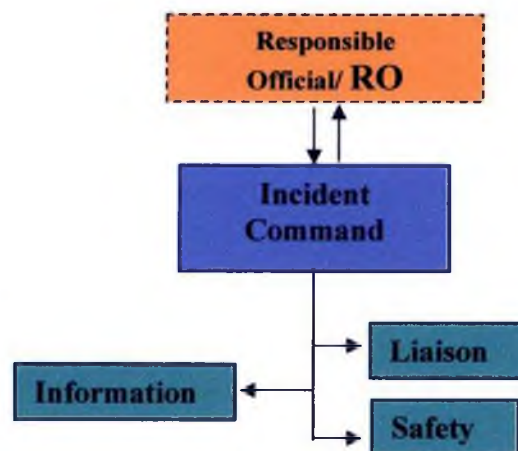 Responsible
Official/ RO
Incident
Command
Liaison
Information
Safety